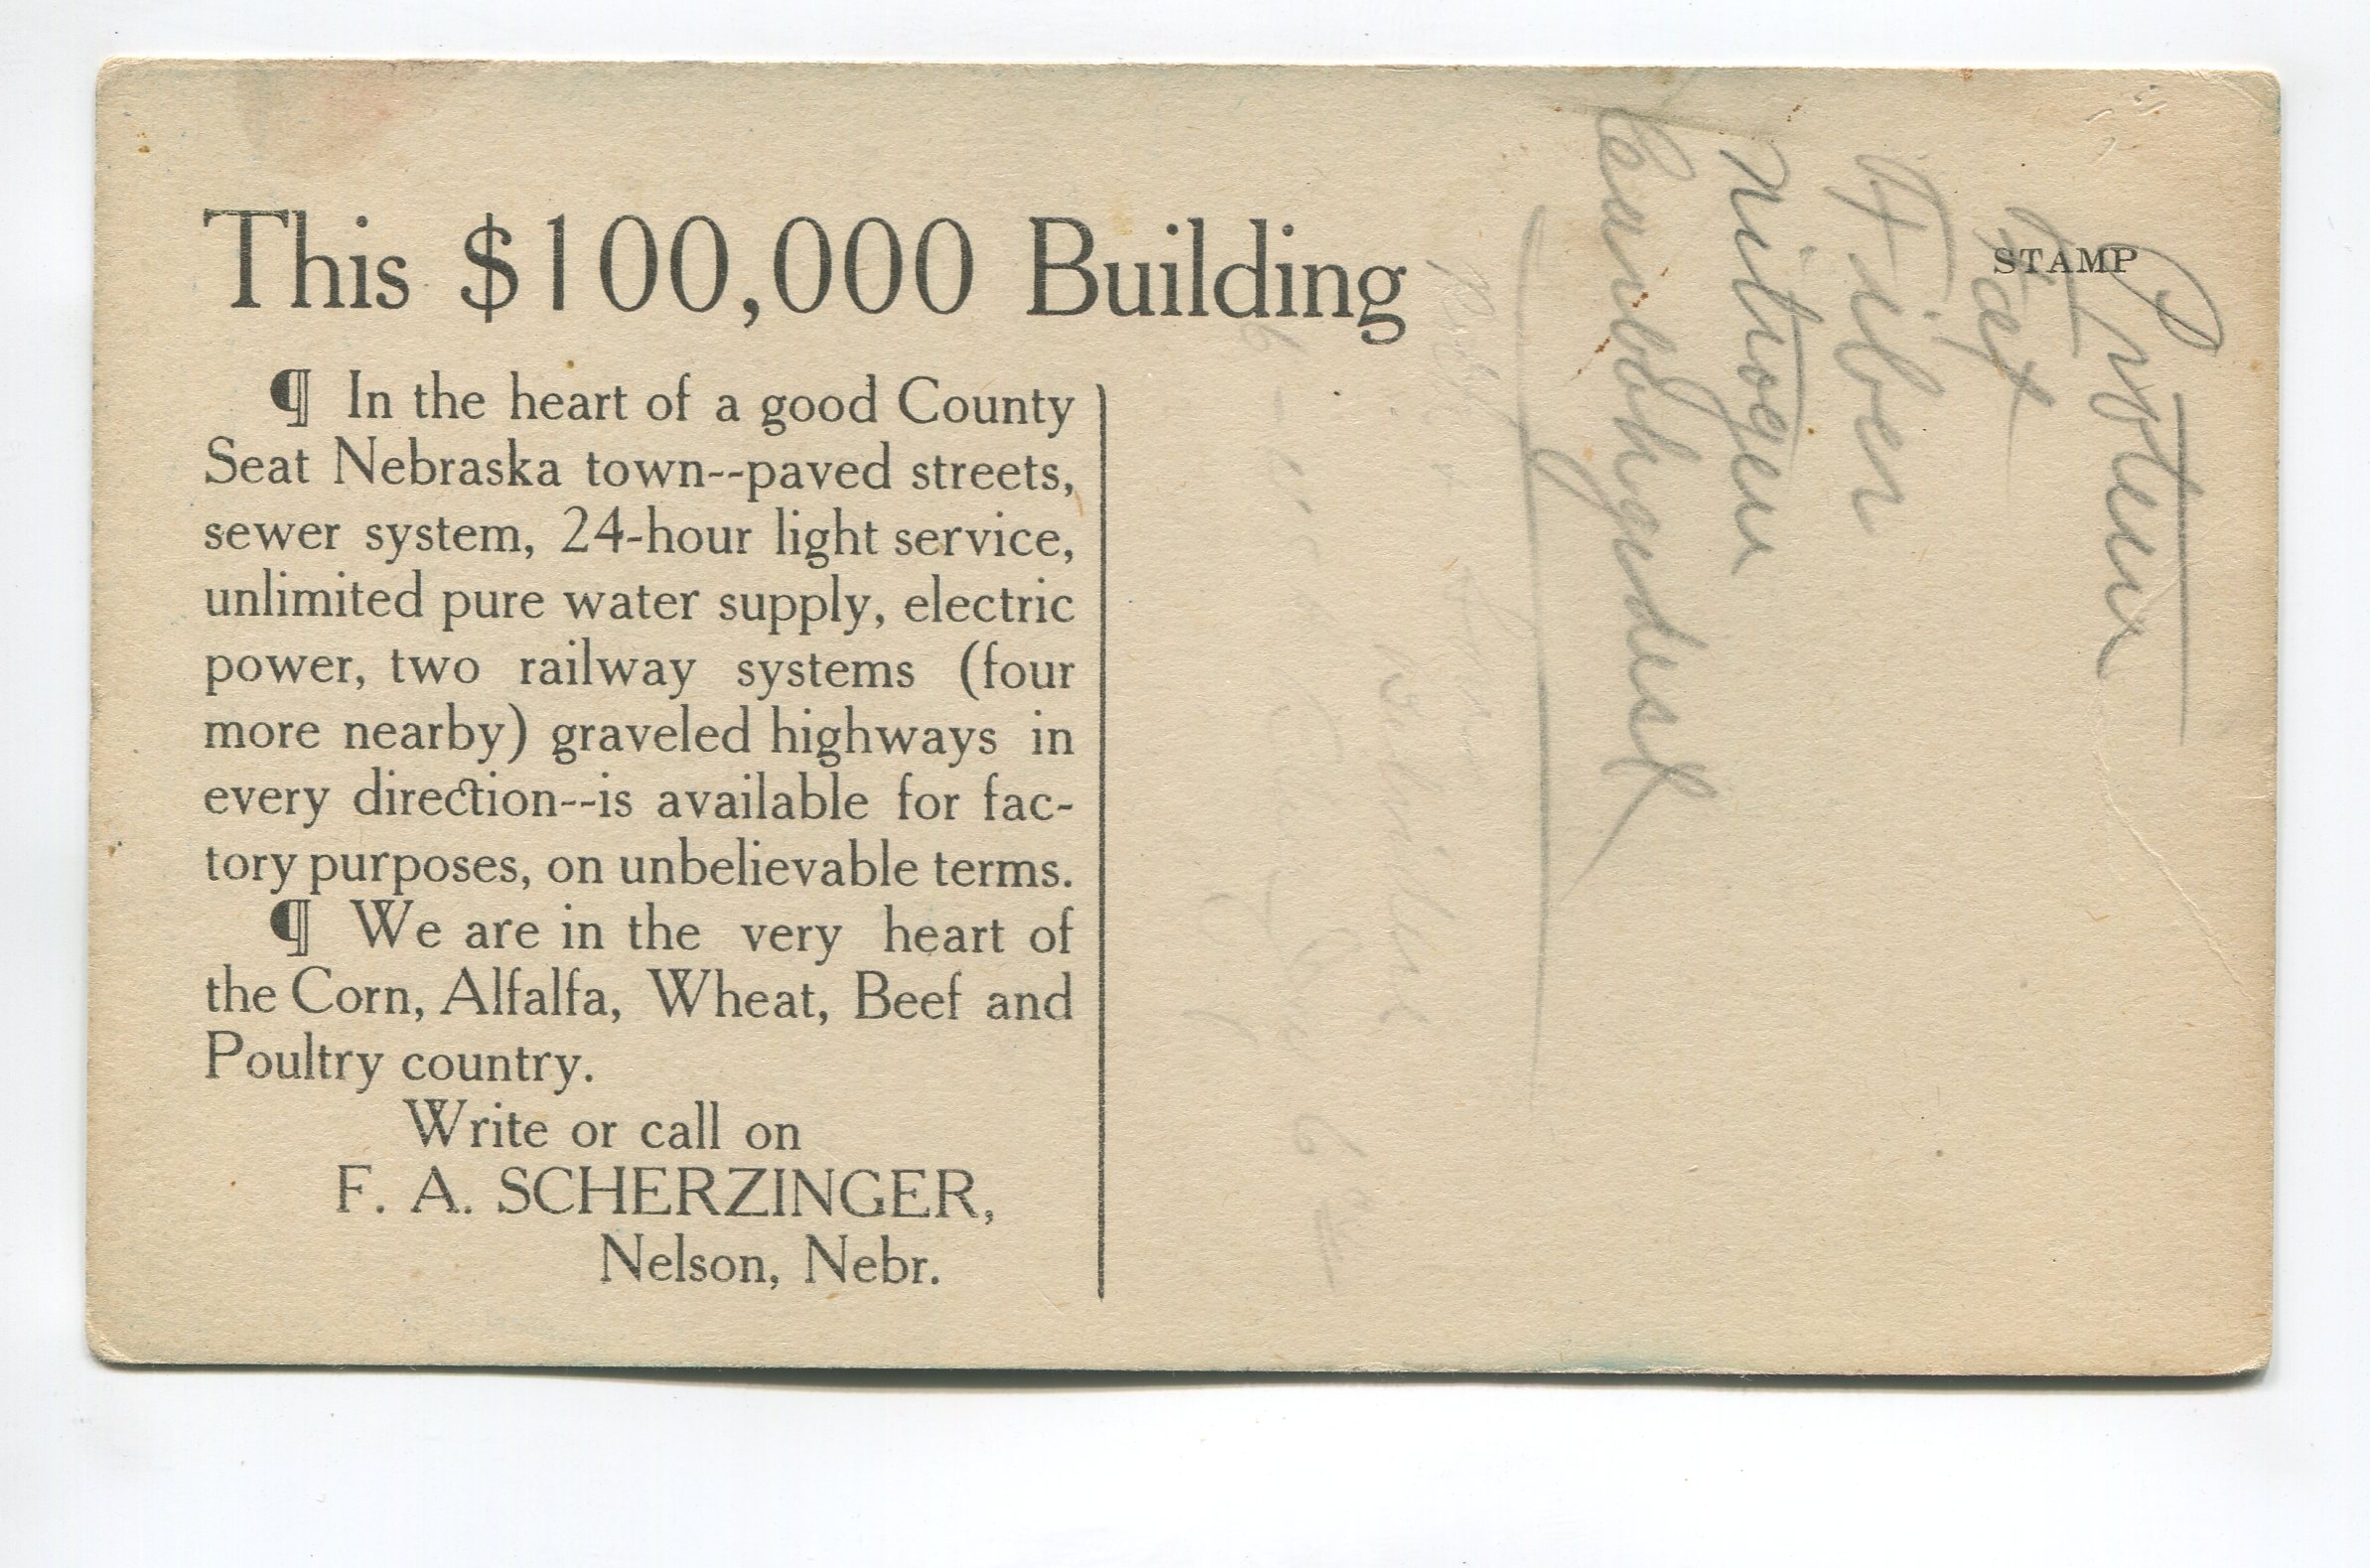 This $100,000 Building
¶ In the heart of a good County
Seat Nebraska town--paved streets,
sewer system, 24-hour light service,
unlimited pure water supply, electric
power, two railway systems (four
more nearby) graveled highways in
every direction--is available for fac-
tory purposes, on unbelievable terms.
¶ We are in the very heart of
the Corn, Alfalfa, Wheat, Beef and
Poultry country.
Write or call on
F. A. SCHERZINGER,
Nelson, Nebr.
STAMP
Protein
Fat
Fiber
Nitrogen